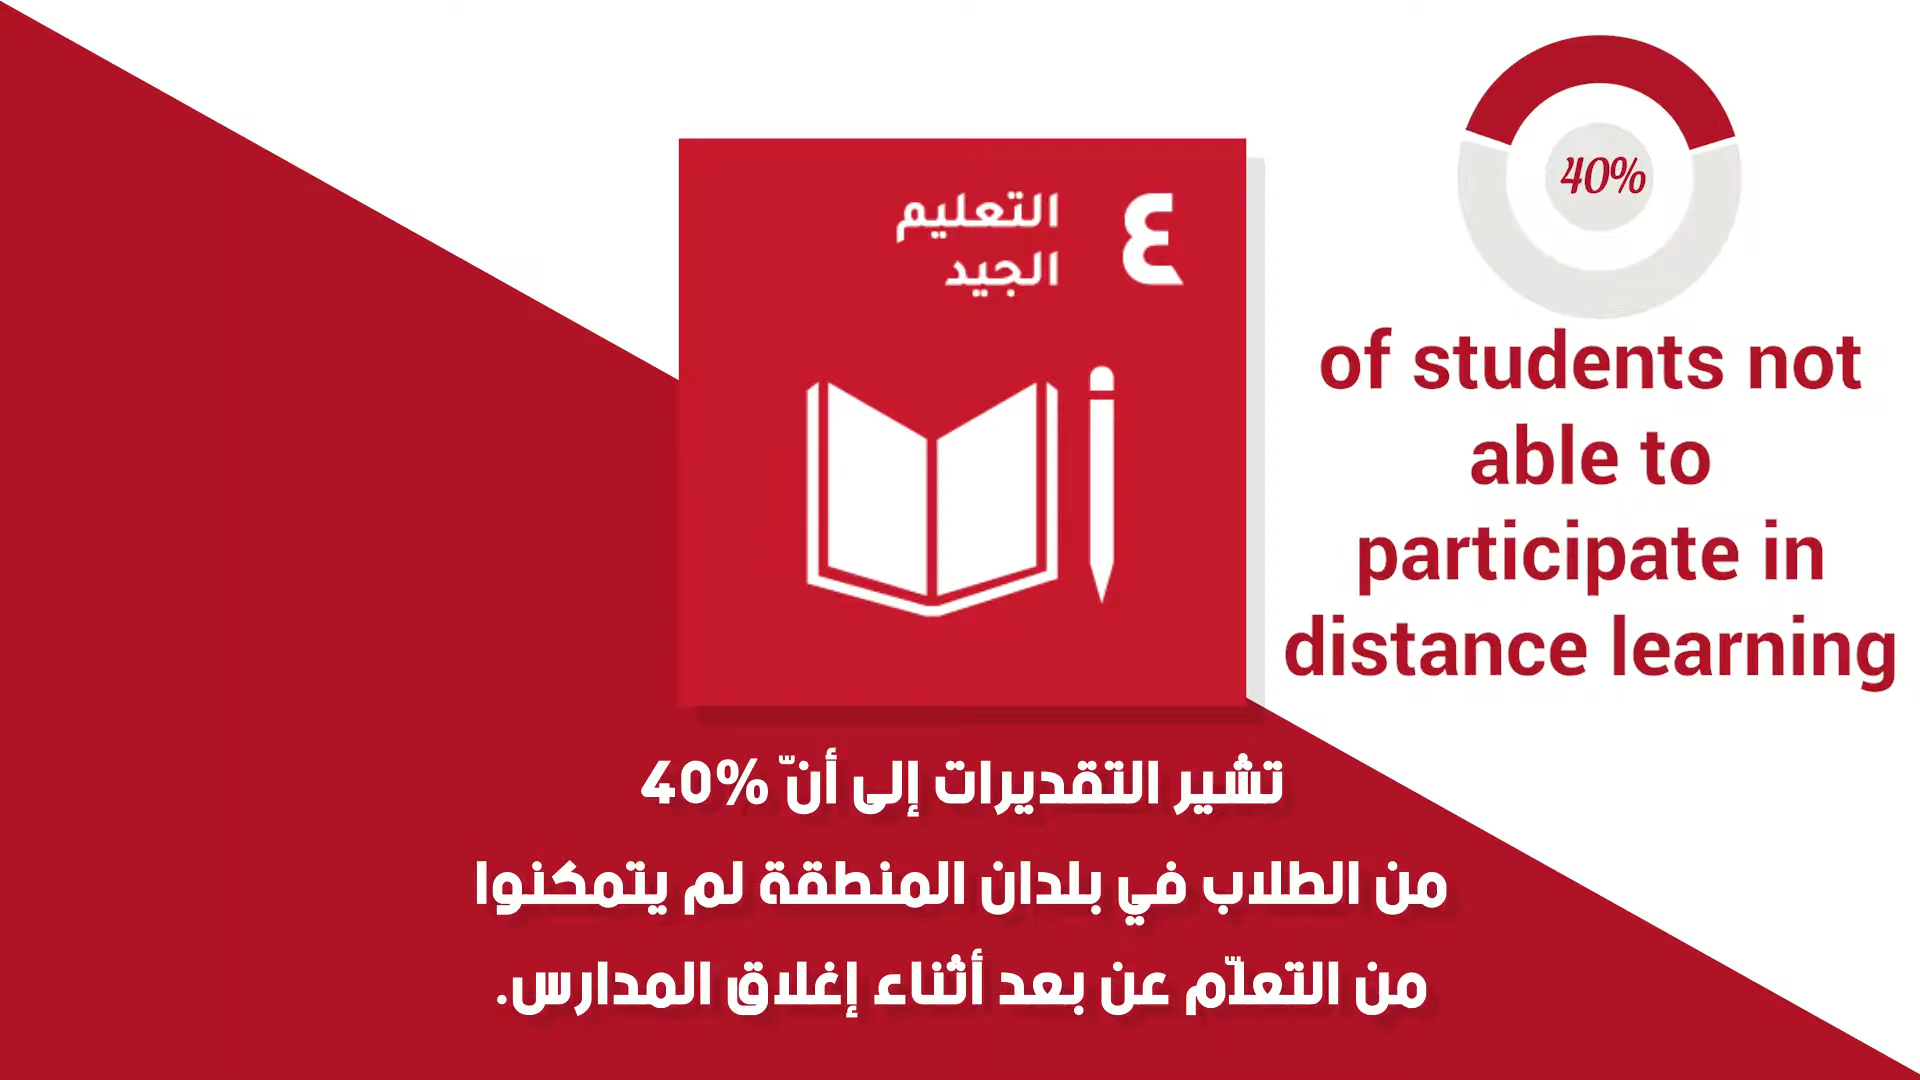 ٤
التعليم
الجيد
40%
of students not
able to
participate in
distance learning
تشير التقديرات إلى أنّ 40%
من الطلاب في بلدان المنطقة لم يتمكنوا
من التعلّم عن بعد أثناء إغلاق المدارس.